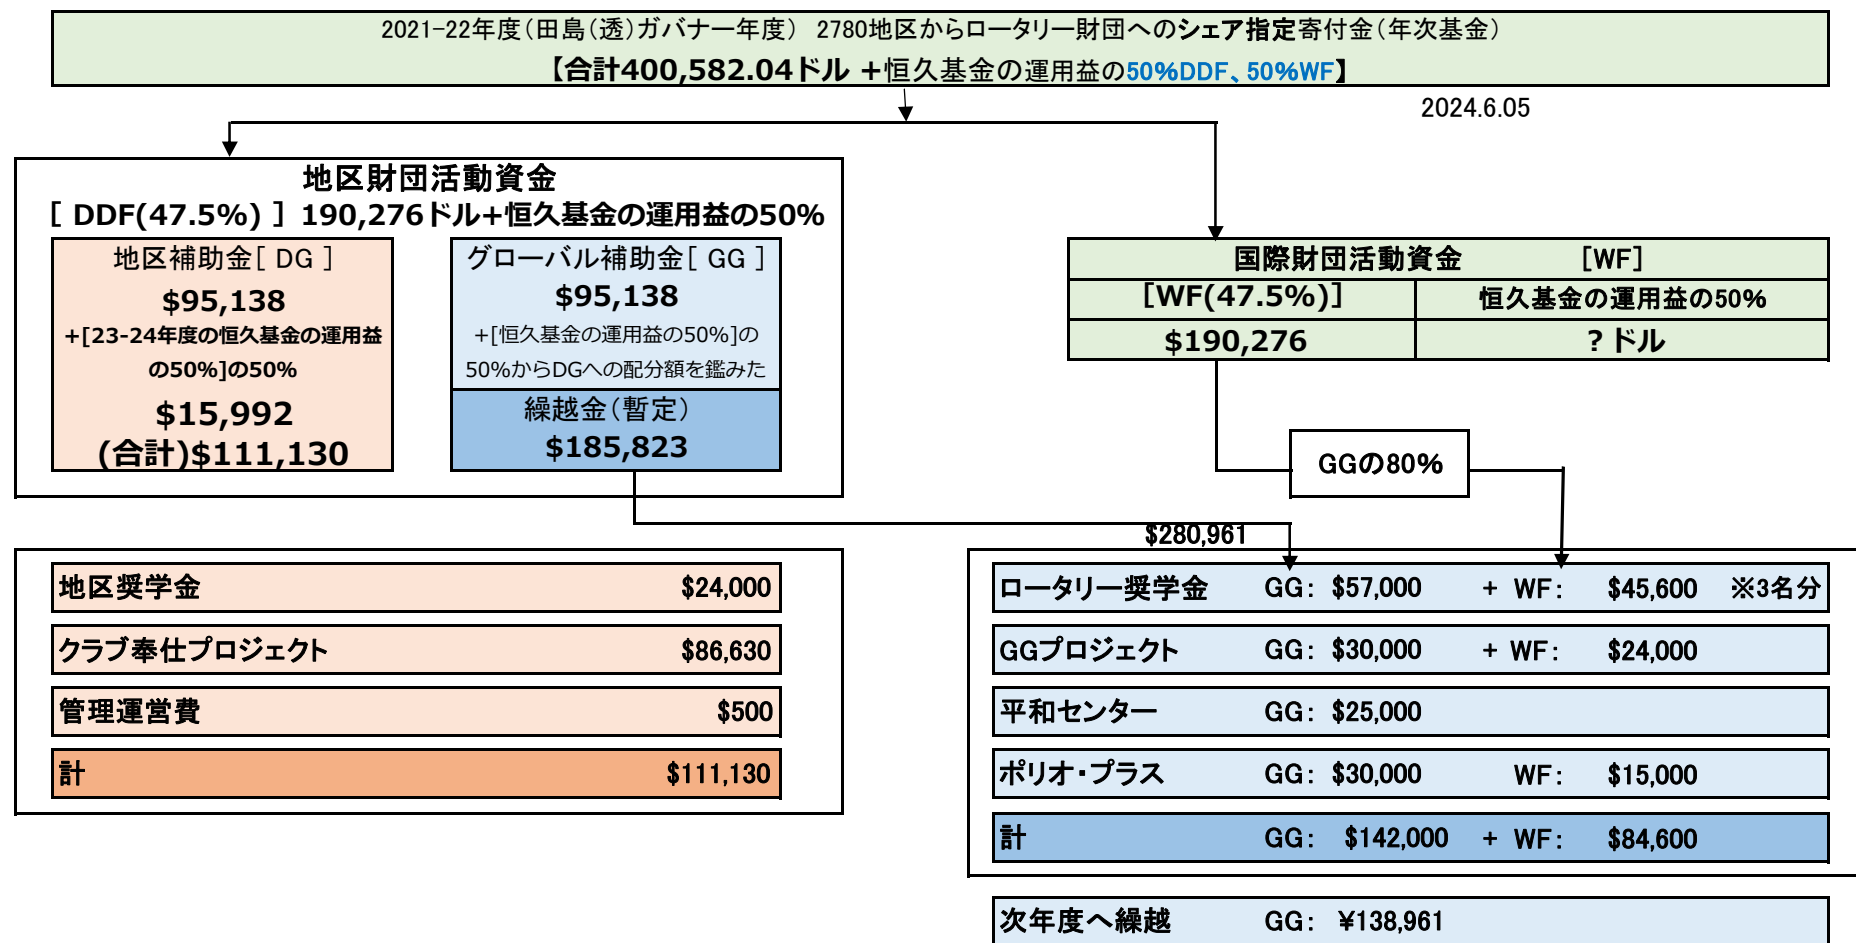 2021-22年度（田島（透）ガバナー年度）　2780地区からロータリー財団へのシェア指定寄付金（年次基金）
【合計400,582.04ドル ＋恒久基金の運用益の50%DDF、50%WF】
2024.6.05
地区財団活動資金
［ DDF(47.5%) ］ 190,276ドル+恒久基金の運用益の50%
地区補助金［ DG ］
$95,138
+[23-24年度の恒久基金の運用益
の50%]の50%
$15,992
(合計)$111,130
グローバル補助金［ GG ］
$95,138
+[恒久基金の運用益の50%]の
50%からDGへの配分額を鑑みた
繰越金（暫定）
$185,823
国際財団活動資金　　　　［WF］
［WF(47.5%)］
恒久基金の運用益の50%
$190,276
？ドル
GGの80%
$280,961
地区奨学金 $24,000
クラブ奉仕プロジェクト $86,630
管理運営費 $500
計 $111,130
ロータリー奨学金 GG： $57,000 + WF： $45,600 ※3名分
GGプロジェクト GG： $30,000 + WF： $24,000
平和センター GG： $25,000
ポリオ・プラス GG： $30,000 WF： $15,000
計 GG： $142,000 + WF： $84,600
次年度へ繰越 GG： ¥138,961